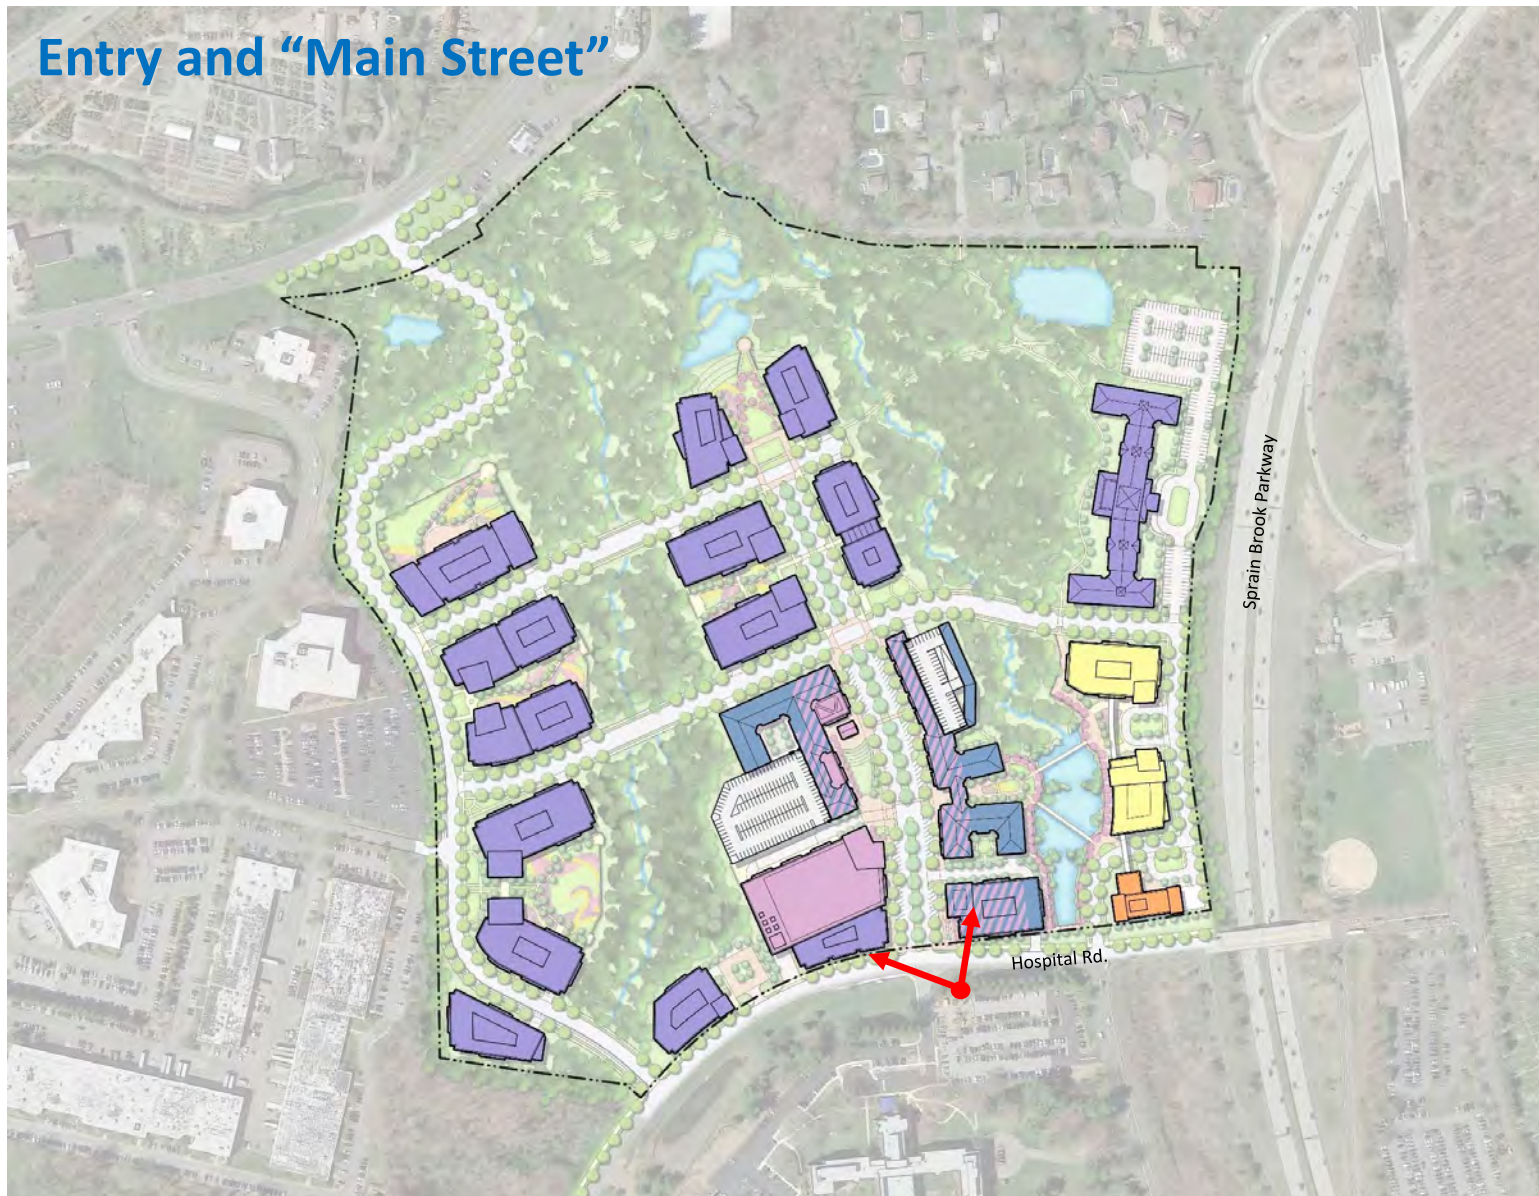 Entry and “Main Street”
Sprain Brook Parkway
Hospital Rd.